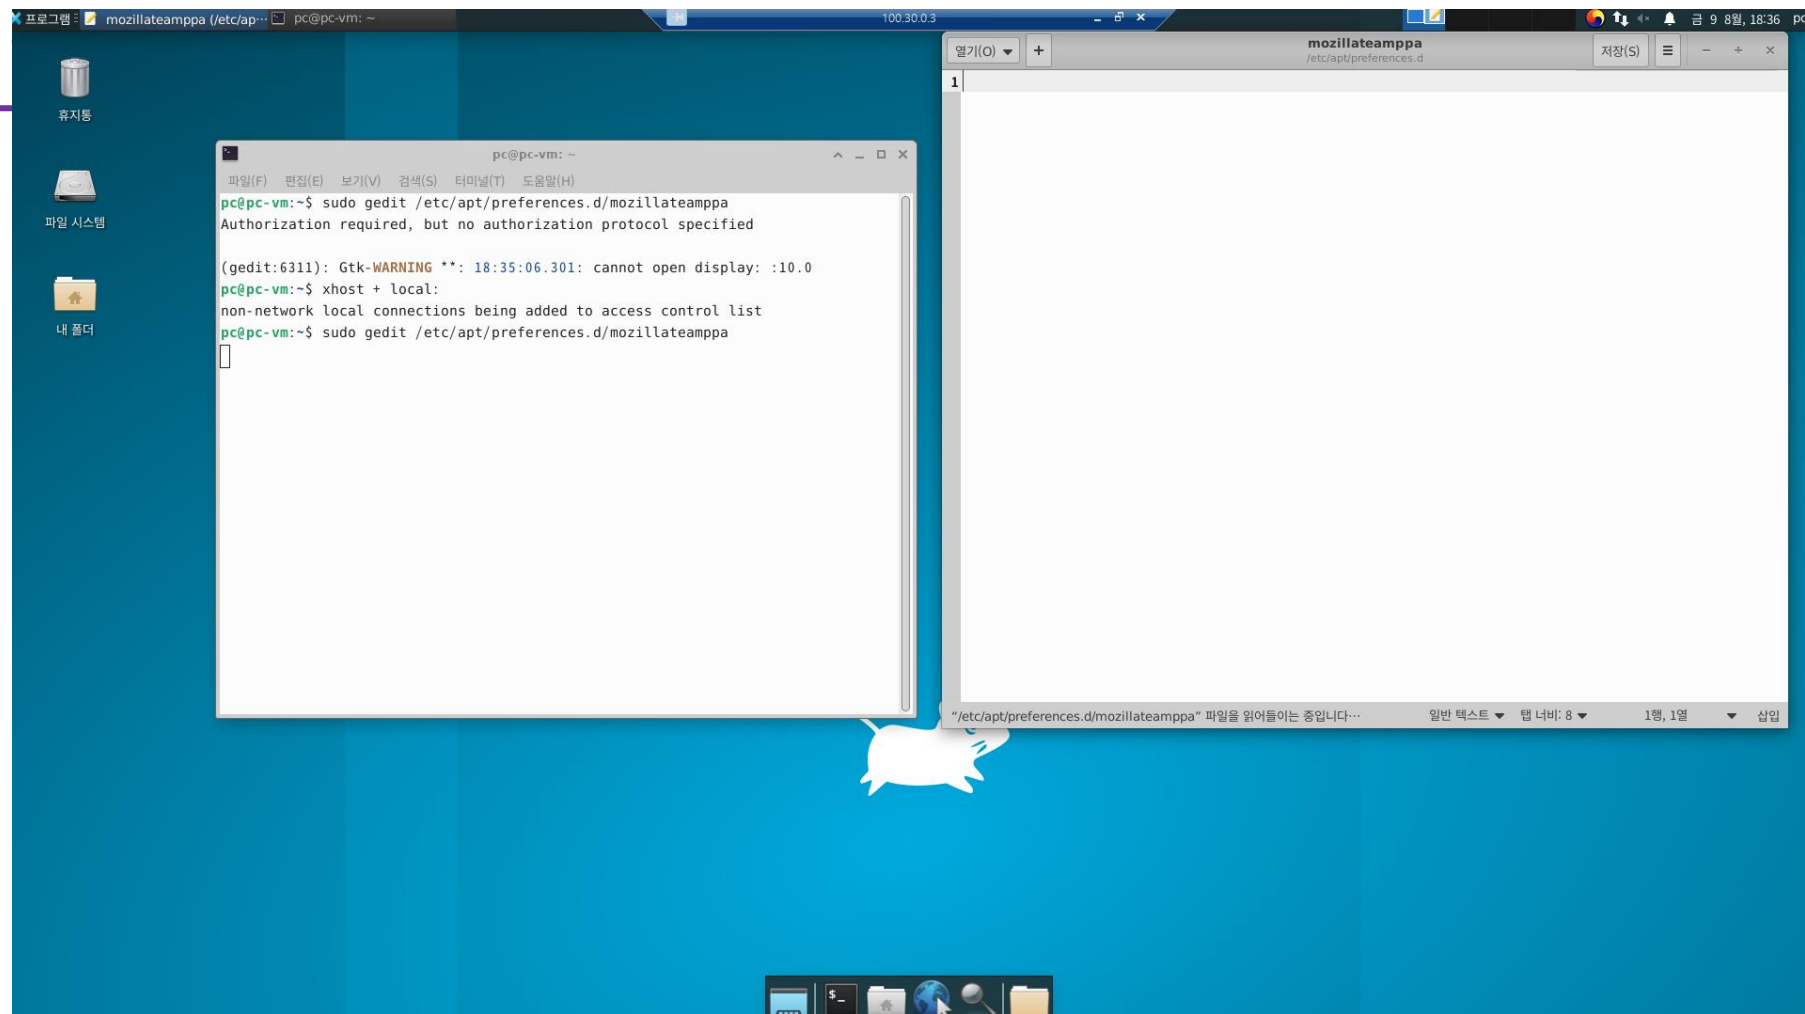 프로그램
mozillateamppa (/etc/ap…
pc@pc-vm: ~
100.30.0.3
금 9 8월, 18:36
pc
휴지통
파일 시스템
내 폴더
pc@pc-vm: ~
파일(F) 편집(E) 보기(V) 검색(S) 터미널(T) 도움말(H)
pc@pc-vm:~$ sudo gedit /etc/apt/preferences.d/mozillateamppa
Authorization required, but no authorization protocol specified
(gedit:6311): Gtk-WARNING **: 18:35:06.301: cannot open display: :10.0
pc@pc-vm:~$ xhost + local:
non-network local connections being added to access control list
pc@pc-vm:~$ sudo gedit /etc/apt/preferences.d/mozillateamppa
열기(O)
mozillateamppa
/etc/apt/preferences.d
저장(S)
1
“/etc/apt/preferences.d/mozillateamppa” 파일을 읽어들이는 중입니다…
일반 텍스트
탭 너비: 8
1행, 1열
삽입
$_